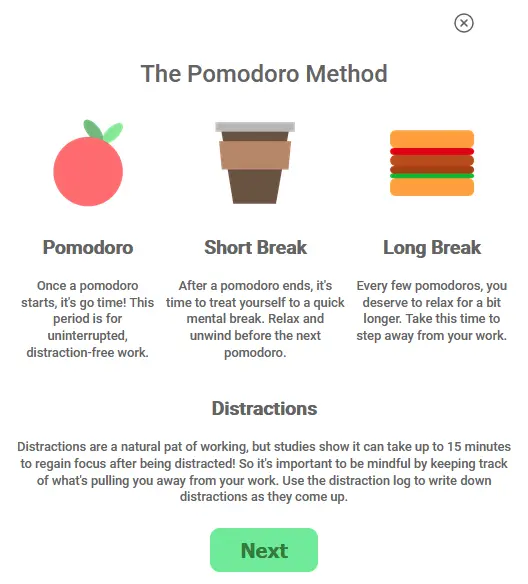 The Pomodoro Method
Pomodoro
Once a pomodoro
starts, it's go time! This
period is for
uninterrupted,
distraction-free work.
Short Break
After a pomodoro ends, it's
time to treat yourself to a quick
mental break. Relax and
unwind before the next
pomodoro.
Long Break
Every few pomodoros, you
deserve to relax for a bit
longer. Take this time to
step away from your work.
Distractions
Distractions are a natural pat of working, but studies show it can take up to 15 minutes
to regain focus after being distracted! So it's important to be mindful by keeping track
of what's pulling you away from your work. Use the distraction log to write down
distractions as they come up.
Next